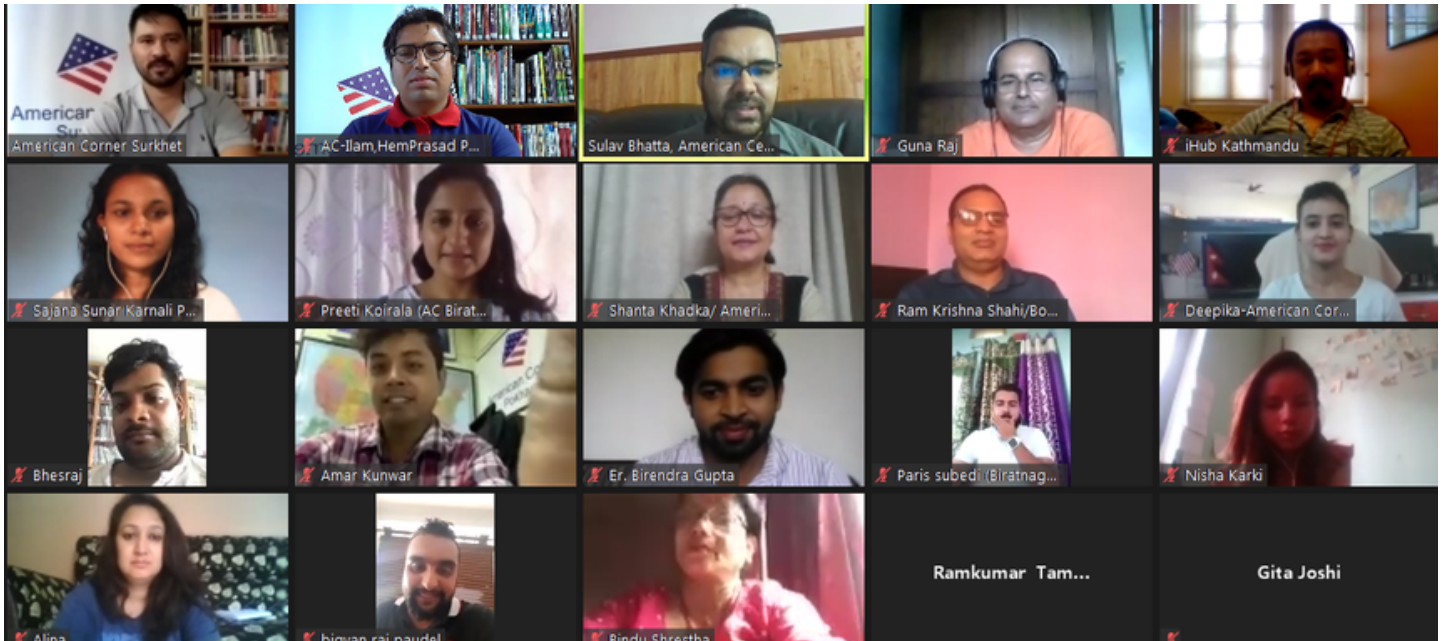 American
American Corner Surkhet
AC-Ilam,HemPrasad P...
Sulav Bhatta, American Ce...
Guna Raj
iHub Kathmandu
Sajana Sunar Karnali P...
Preeti Koirala (AC Birat...
Shanta Khadka/ Ameri...
Ram Krishna Shahi/Bo...
Deepika-American Cor...
Bhesraj
Amar Kunwar
Er. Birendra Gupta
Paris subedi (Biratnag...
Nisha Karki
Alina
bigyan raj paudel
Bindu Shrestha
Ramkumar Tam...
Gita Joshi